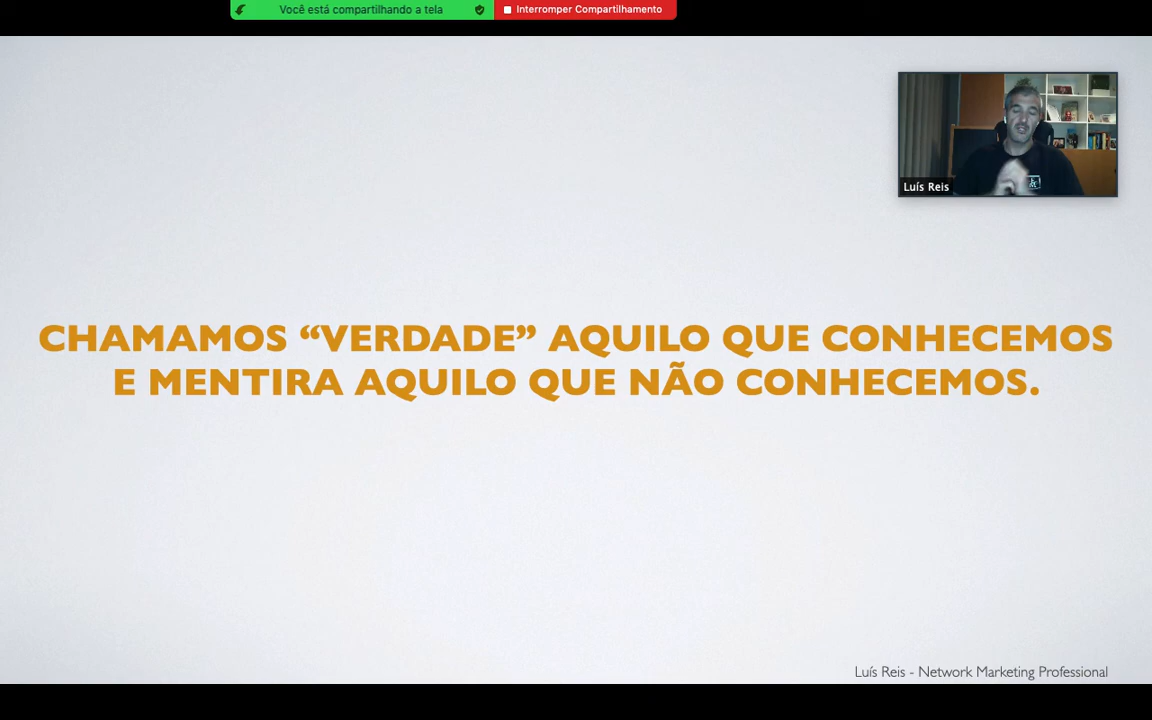 Você está compartilhando a tela
Interromper Compartilhamento
Luís Reis
CHAMAMOS “VERDADE” AQUILO QUE CONHECEMOS
E MENTIRA AQUILO QUE NÃO CONHECEMOS.
Luís Reis - Network Marketing Professional